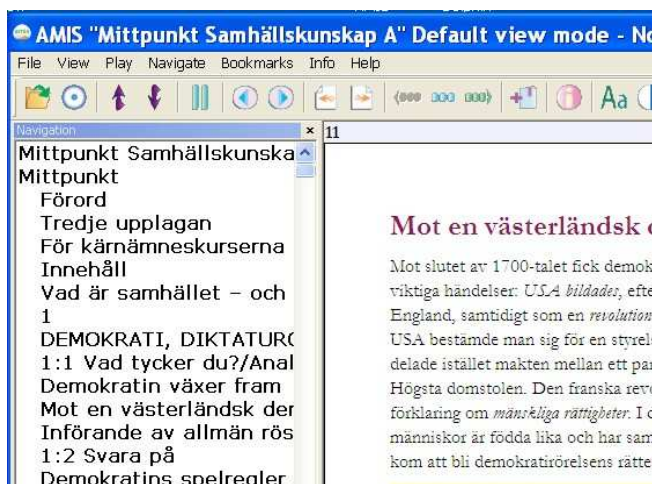 AMIS "Mittpunkt Samhällskunskap A" Default view mode - No
File View Play Navigate Bookmarks Info Help
Aa
Navigation
11
Mittpunkt Samhällskunska
Mittpunkt
Förord
Tredje upplagan
För kärnämneskurserna
Innehåll
Vad är samhället – och
1
DEMOKRATI, DIKTATUR
1:1 Vad tycker du?/Anal
Demokratin växer fram
Mot en västerländsk der
Införande av allmän rös
1:2 Svara på
Demokratins spelregler
Mot en västerländsk
Mot slutet av 1700-talet fick demok
viktiga händelser: USA bildades, efte
England, samtidigt som en revolution
USA bestämde man sig för en styrels
delade istället makten mellan ett par
Högsta domstolen. Den franska revo
förklaring om mänskliga rättigheter. I
människor är födda lika och har sam
kom att bli demokratirörelsens rätte